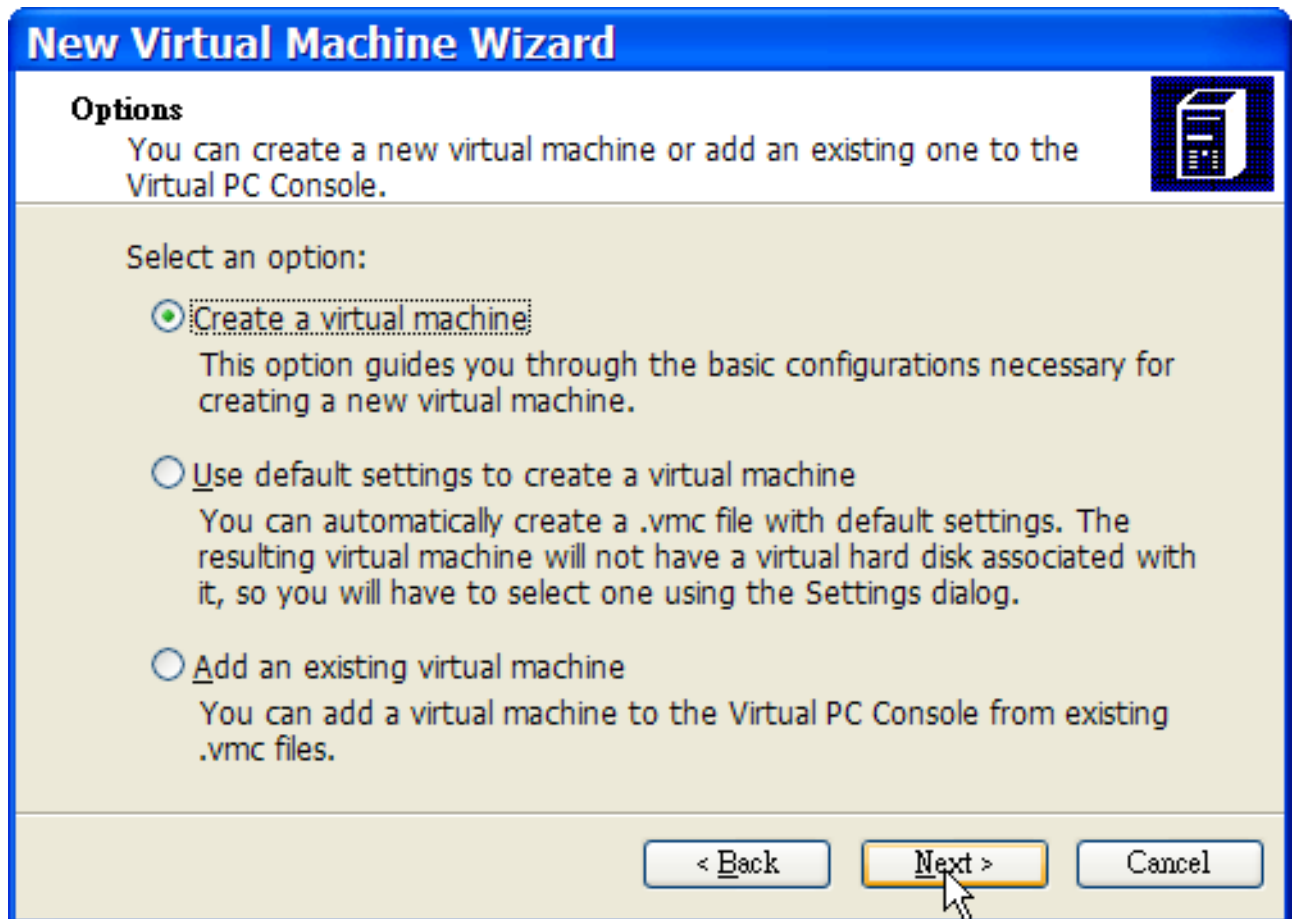 New Virtual Machine Wizard
Options
You can create a new virtual machine or add an existing one to the
Virtual PC Console.
Select an option:
Create a virtual machine
This option guides you through the basic configurations necessary for
creating a new virtual machine.
Use default settings to create a virtual machine
You can automatically create a .vmc file with default settings. The
resulting virtual machine will not have a virtual hard disk associated with
it, so you will have to select one using the Settings dialog.
Add an existing virtual machine
You can add a virtual machine to the Virtual PC Console from existing
.vmc files.
< Back Next > Cancel